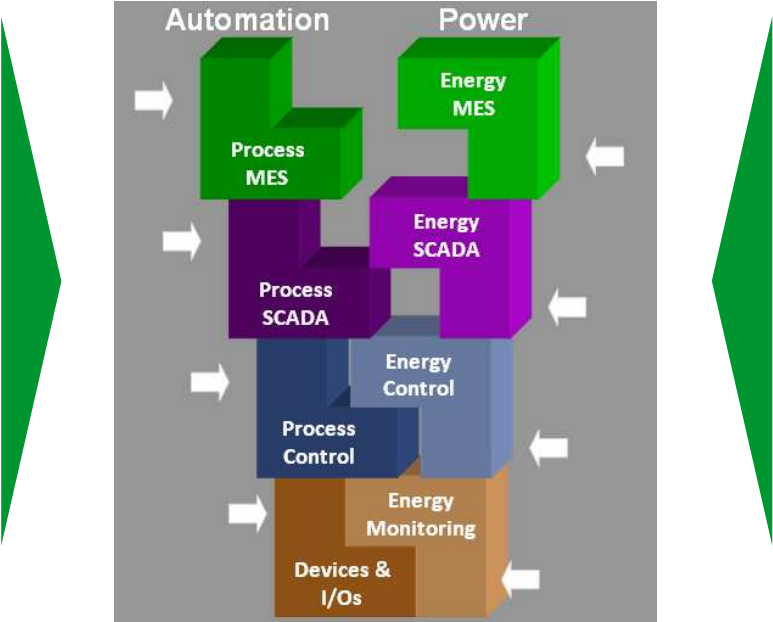 Automation
Power
Energy
MES
Process
MES
Energy
SCADA
Process
SCADA
Energy
Control
Process
Control
Energy
Monitoring
Devices &
I/Os